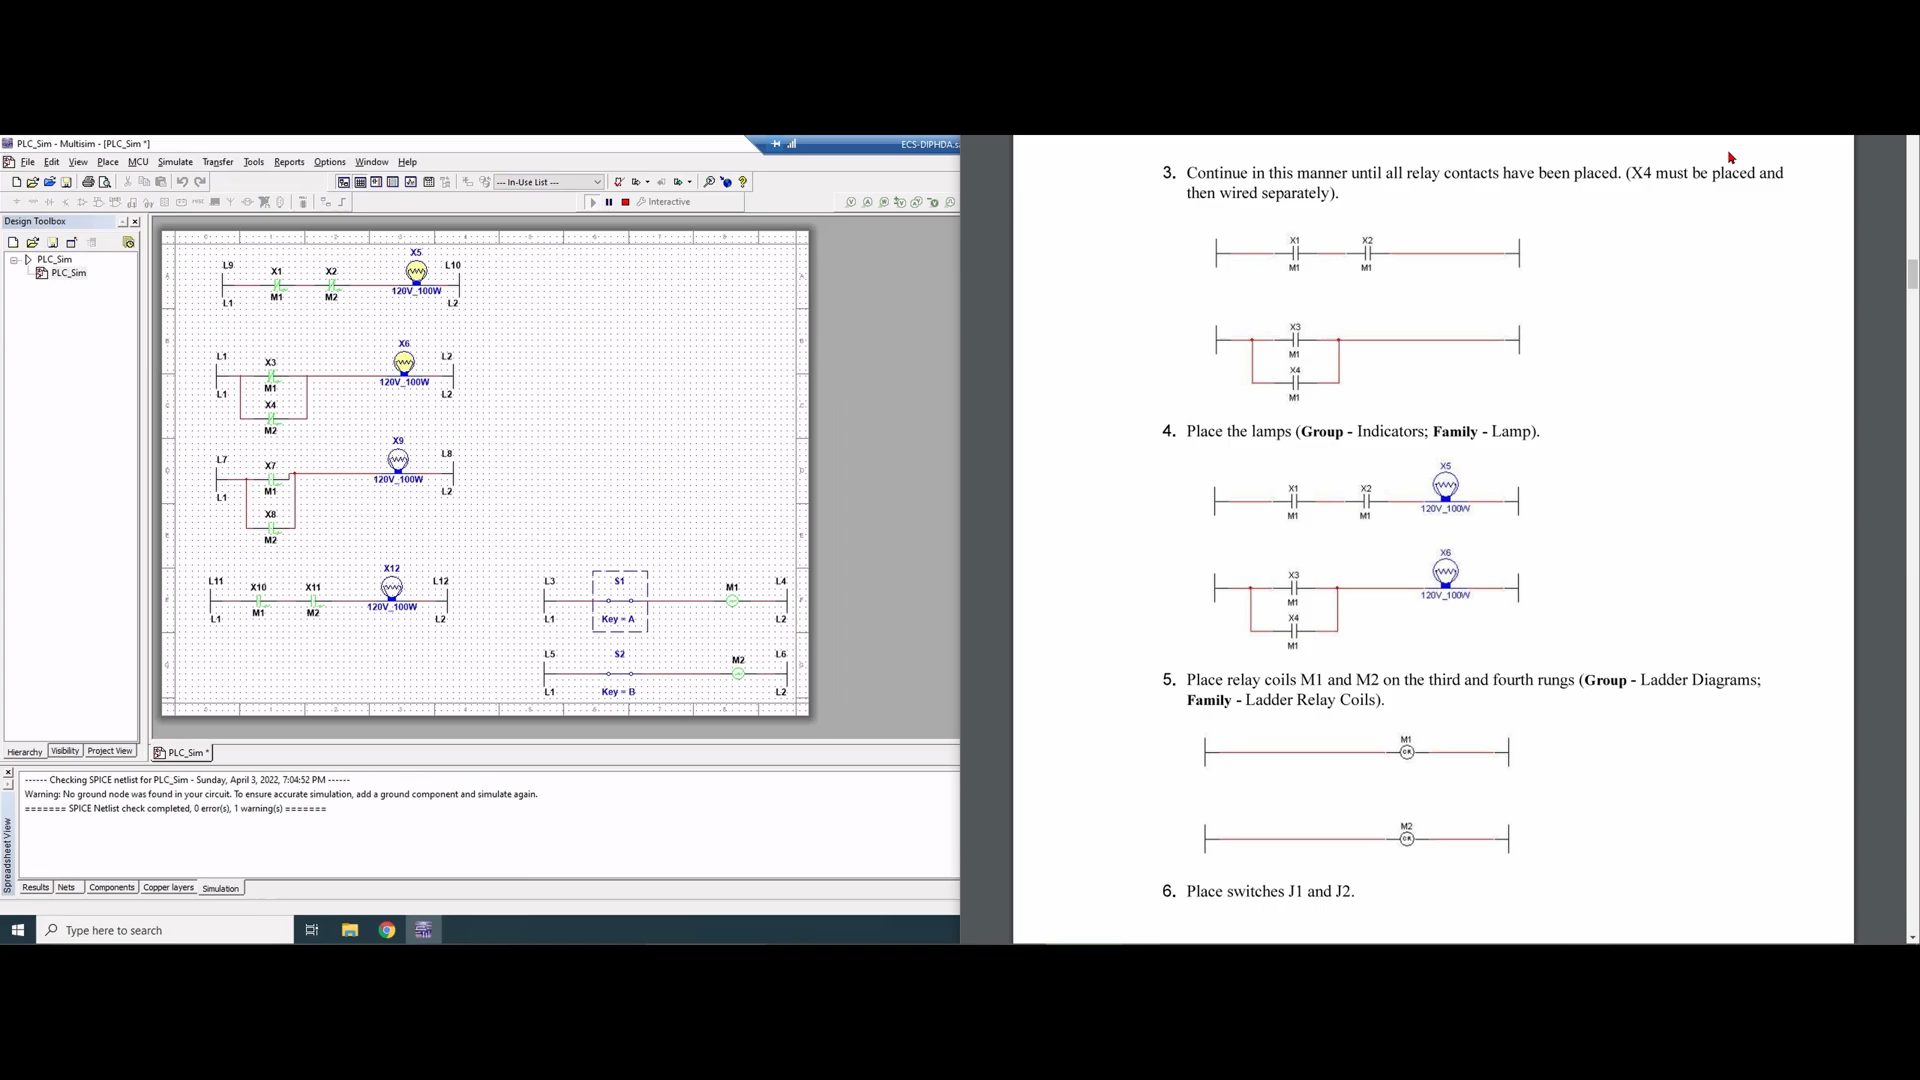 PLC_Sim - Multisim - [PLC_Sim *]
ECS-DIPHDA.s
File Edit View Place MCU Simulate Transfer Tools Reports Options Window Help
--- In-Use List ---
Interactive
Design Toolbox
PLC_Sim
PLC_Sim
X5
L9 X1 X2 L10
120V_100W
M1 M2
L1 L2
X6
L1 X3 L2
120V_100W
M1
L1 L2
X4
M2
X9
L7 X7 L8
120V_100W
M1
L1 L2
X8
M2
X12
L11 X10 X11 L12
120V_100W
M1 M2
L1 L2
L3 S1 M1 L4
L1 Key = A L2
L5 S2 M2 L6
L1 Key = B L2
Hierarchy Visibility Project View
PLC_Sim *
------ Checking SPICE netlist for PLC_Sim - Sunday, April 3, 2022, 7:04:52 PM ------
Warning: No ground node was found in your circuit. To ensure accurate simulation, add a ground component and simulate again.
======= SPICE Netlist check completed, 0 error(s), 1 warning(s) =======
Spreadsheet View
Results Nets Components Copper layers Simulation
Type here to search
3. Continue in this manner until all relay contacts have been placed. (X4 must be placed and
then wired separately).
X1 X2
M1 M1
X3
M1
X4
M1
4. Place the lamps (Group - Indicators; Family - Lamp).
X5
X1 X2
M1 M1 120V_100W
X6
X3
M1 120V_100W
X4
M1
5. Place relay coils M1 and M2 on the third and fourth rungs (Group - Ladder Diagrams;
Family - Ladder Relay Coils).
M1
CR
M2
CR
6. Place switches J1 and J2.